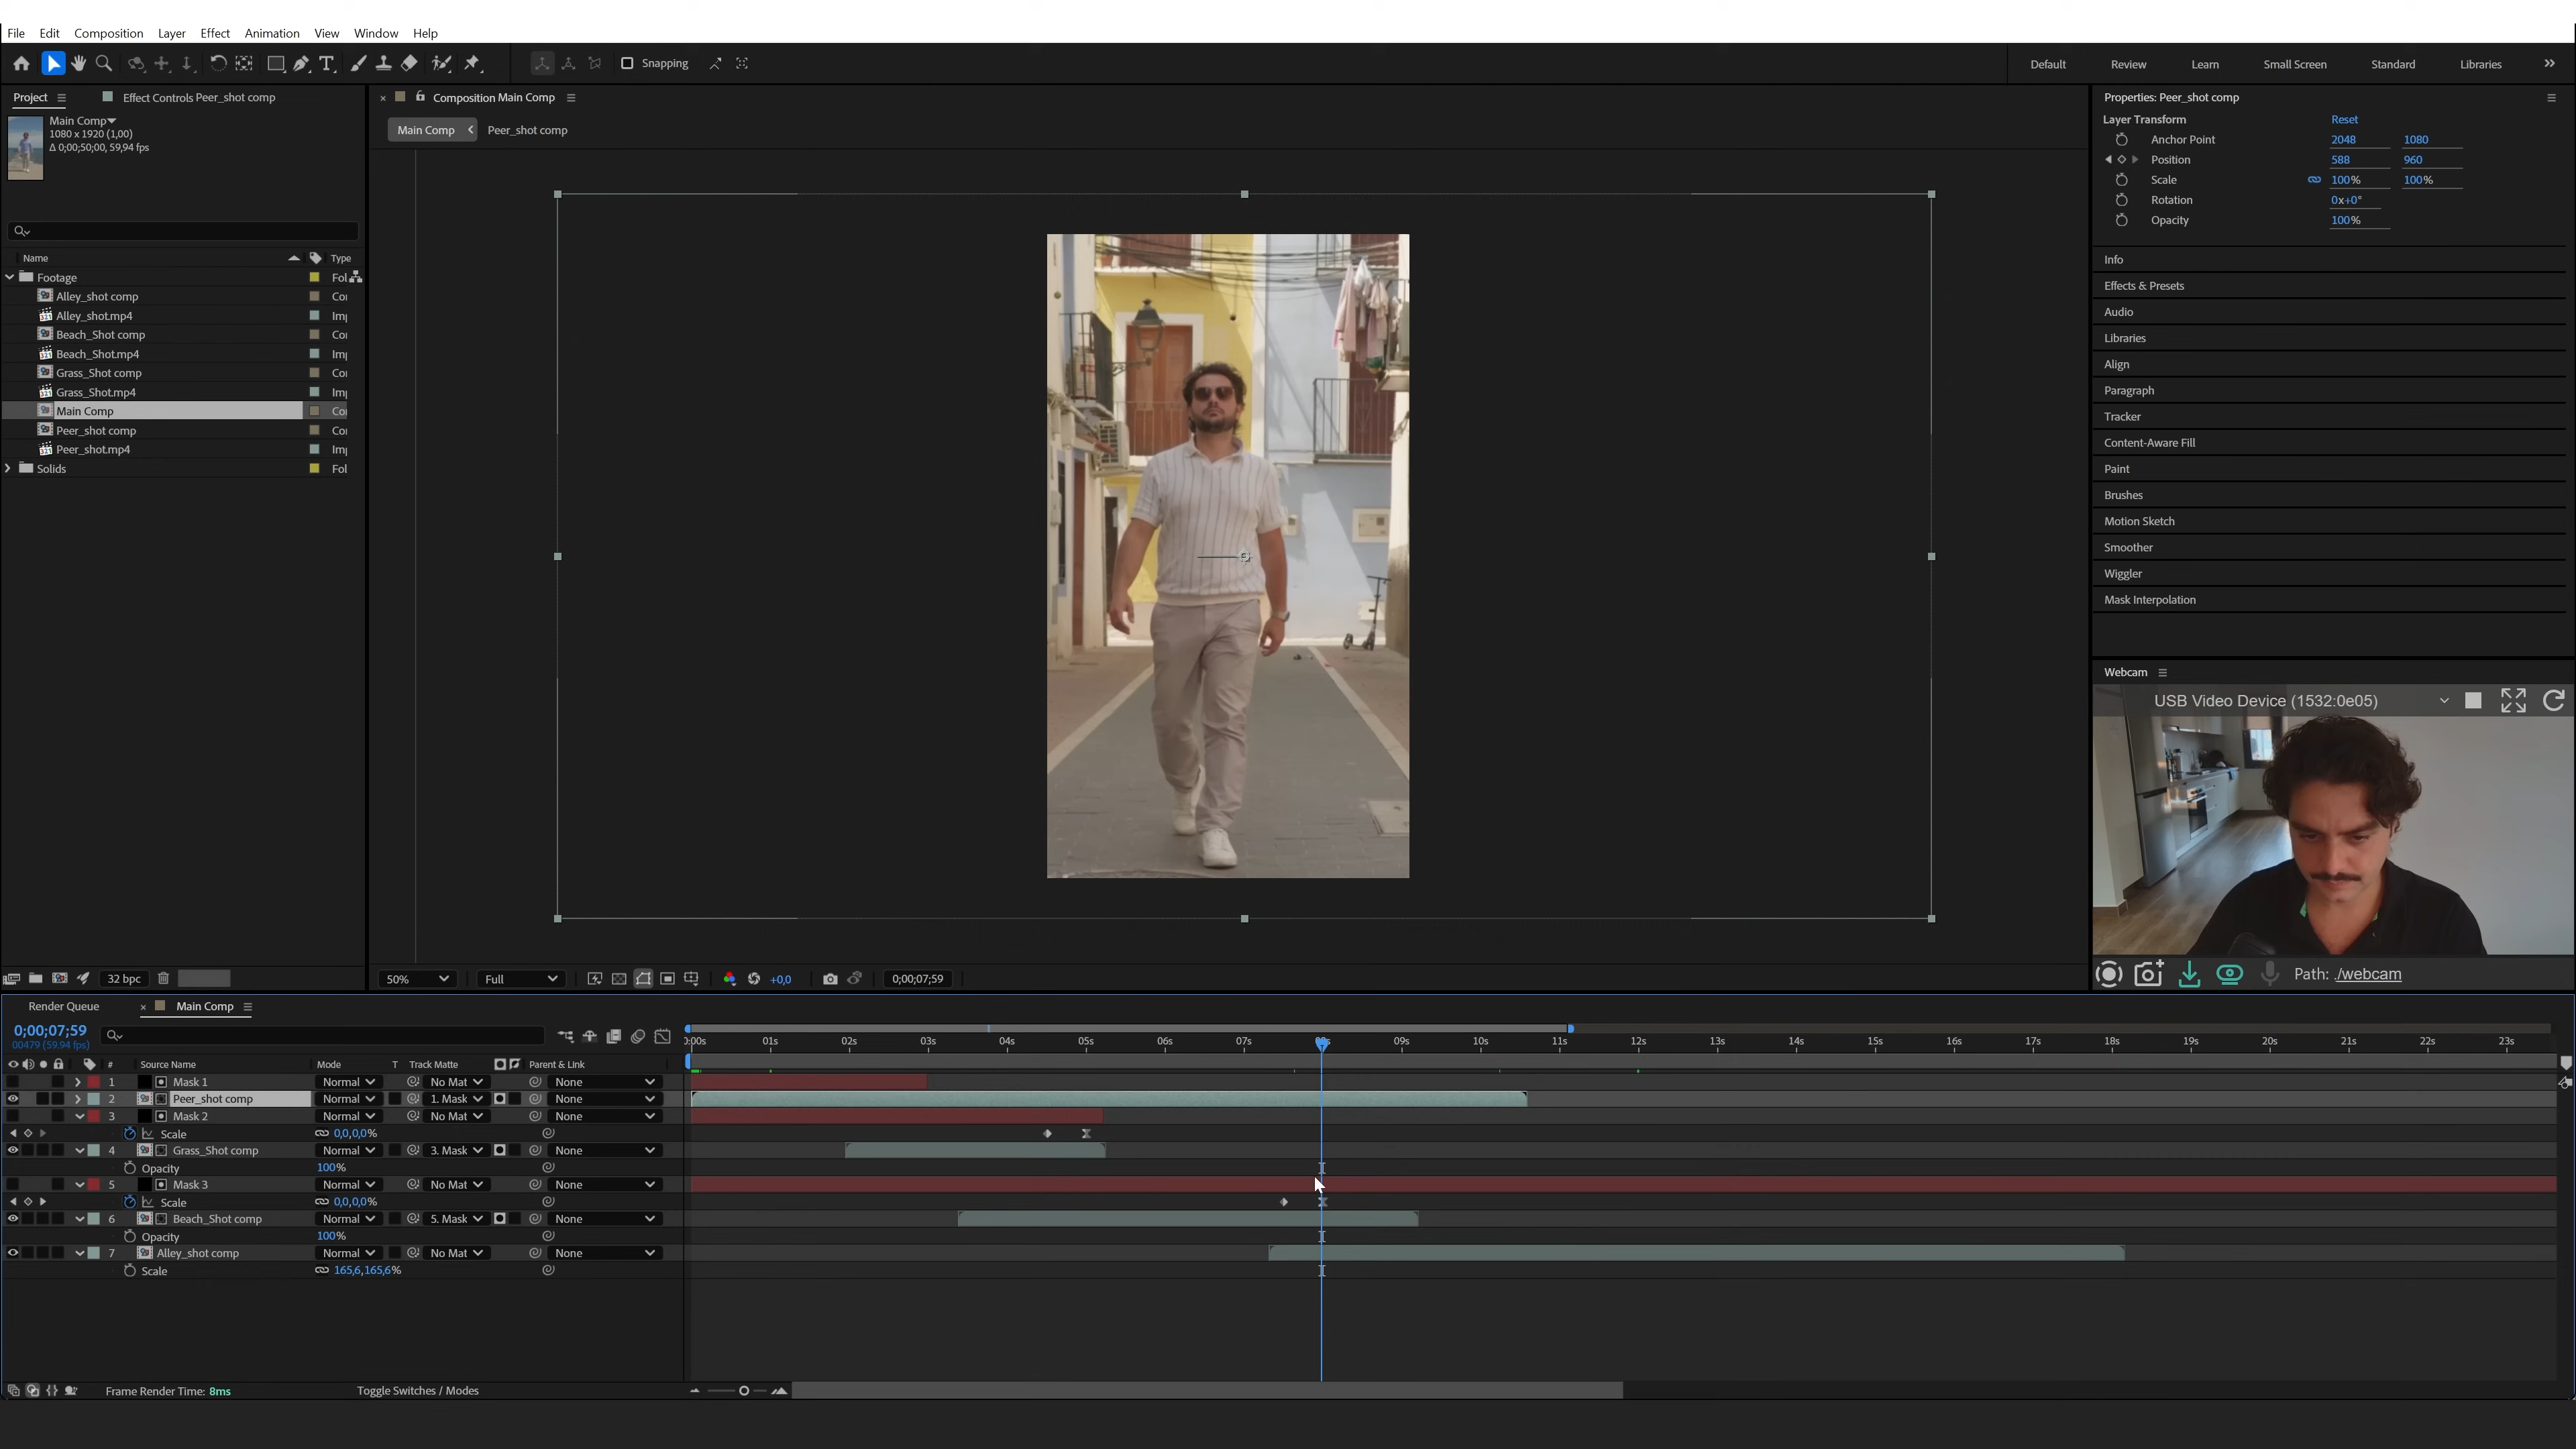 File Edit Composition Layer Effect Animation View Window Help
Snapping
Default Review Learn Small Screen Standard Libraries
Project Effect Controls Peer_shot comp
Composition Main Comp
Main Comp Peer_shot comp
Main Comp
1080 x 1920 (1,00)
Δ 0;00;50;00, 59,94 fps
Name Type
Footage Fol
Alley_shot comp Co
Alley_shot.mp4 Im
Beach_Shot comp Co
Beach_Shot.mp4 Im
Grass_Shot comp Co
Grass_Shot.mp4 Im
Main Comp Co
Peer_shot comp Co
Peer_shot.mp4 Im
Solids Fol
32 bpc
50% Full +0,0 0;00;07;59
Properties: Peer_shot comp
Layer Transform Reset
Anchor Point 2048 1080
Position 588 960
Scale 100% 100%
Rotation 0x+0°
Opacity 100%
Info
Effects & Presets
Audio
Libraries
Align
Paragraph
Tracker
Content-Aware Fill
Paint
Brushes
Motion Sketch
Smoother
Wiggler
Mask Interpolation
Webcam
USB Video Device (1532:0e05)
Path: ./webcam
Render Queue Main Comp
0;00;07;59
00479 (59.94 fps)
0:00s 01s 02s 03s 04s 05s 06s 07s 09s 10s 11s 12s 13s 14s 15s 16s 17s 18s 19s 20s 21s 22s 23s
# Source Name Mode T Track Matte Parent & Link
1 Mask 1 Normal No Mat None
2 Peer_shot comp Normal 1. Mask None
3 Mask 2 Normal No Mat None
Scale 0,0,0,0%
4 Grass_Shot comp Normal 3. Mask None
Opacity 100%
5 Mask 3 Normal No Mat None
Scale 0,0,0,0%
6 Beach_Shot comp Normal 5. Mask None
Opacity 100%
7 Alley_shot comp Normal No Mat None
Scale 165,6,165,6%
Frame Render Time: 8ms Toggle Switches / Modes